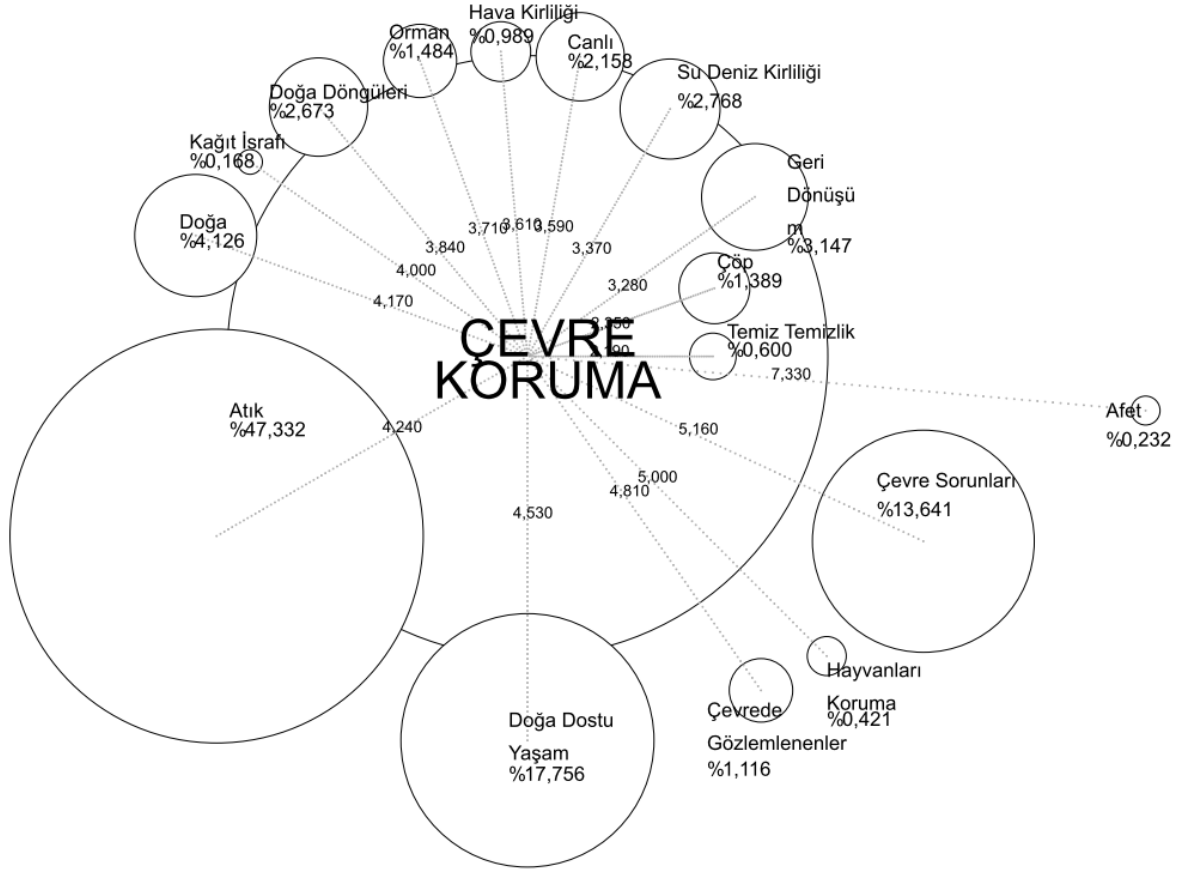 Hava Kirliliği
%0,989
Orman
%1,484
Canlı
%2,158
Su Deniz Kirliliği
%2,768
Doğa Döngüleri
%2,673
Kağıt İsrafı
%0,168
Geri
Dönüşü
m
%3,147
Doğa
%4,126
3,710
3,610
3,590
3,840
3,370
4,000
3,280
4,170
Çöp
%1,389
2,350
Temiz Temizlik
%0,600
2,190
7,330
ÇEVRE
KORUMA
Atık
%47,332
4,240
5,160
Afet
%0,232
5,000
4,810
4,530
Çevre Sorunları
%13,641
Hayvanları
Koruma
%0,421
Çevrede
Gözlemlenenler
%1,116
Doğa Dostu
Yaşam
%17,756